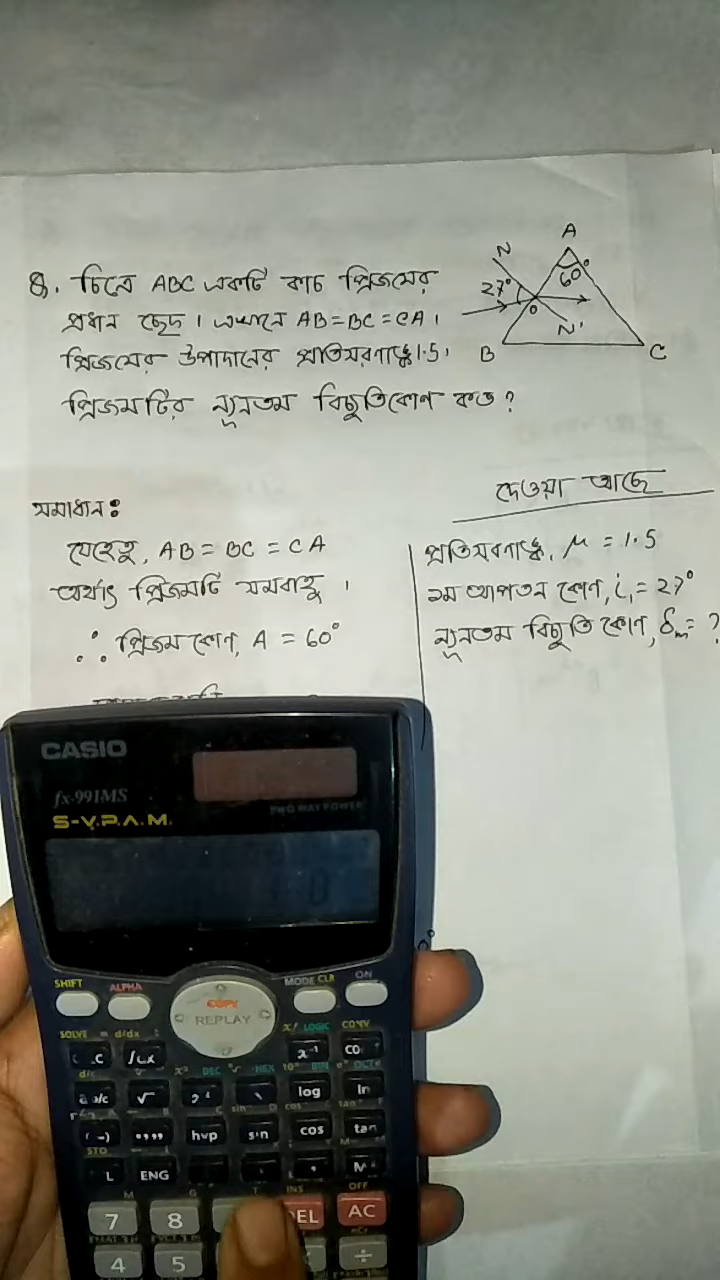 ৪. চিত্রে ABC একটি কাচ প্রিজমের
প্রধান ছেদ। এখানে AB=BC=CA।
প্রিজমের উপাদানের প্রতিসরণাঙ্ক 1.5।
প্রিজমটির ন্যূনতম বিচ্যুতিকোণ কত?
A
60°
N
27°
O
N'
B
C
সমাধান:
যেহেতু, AB = BC = CA
অর্থাৎ প্রিজমটি সমবাহু।
∴ প্রিজম কোণ, A = 60°
দেওয়া আছে
প্রতিসরণাঙ্ক, μ = 1.5
১ম আপতন কোণ, i₁ = 27°
ন্যূনতম বিচ্যুতি কোণ, δₘ = ?
CASIO
fx-991MS
TWO WAY POWER
S-V.P.A.M.
SHIFT
ALPHA
COPY
REPLAY
MODE CLR
ON
SOLVE = d/dx :
x! LOGIC CONV
x⁻¹
√
log
ln
hyp
sin
cos
tan
STO
ENG
7
8
DEL
AC
OFF
INS
4
5
÷